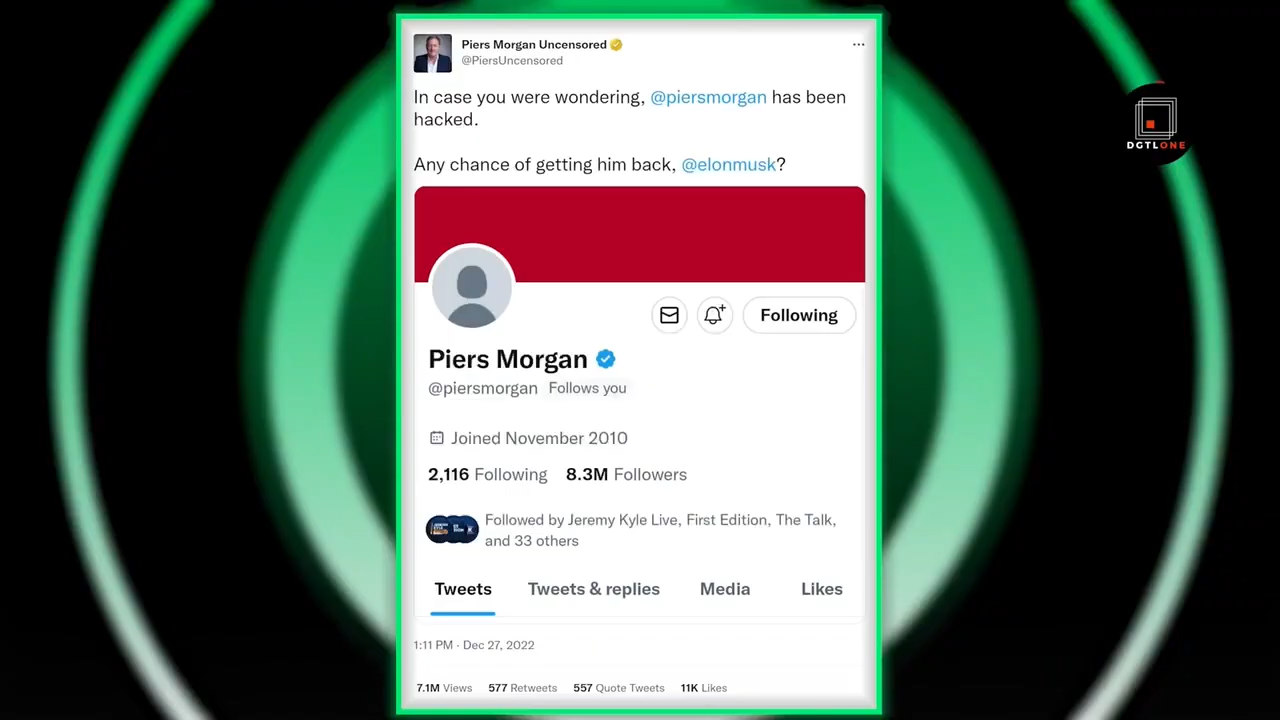 Piers Morgan Uncensored
@PiersUncensored
In case you were wondering, @piersmorgan has been
hacked.
Any chance of getting him back, @elonmusk?
Following
Piers Morgan
@piersmorgan Follows you
Joined November 2010
2,116 Following 8.3M Followers
Followed by Jeremy Kyle Live, First Edition, The Talk,
and 33 others
Tweets Tweets & replies Media Likes
1:11 PM · Dec 27, 2022
7.1M Views 577 Retweets 557 Quote Tweets 11K Likes
DGTLONE